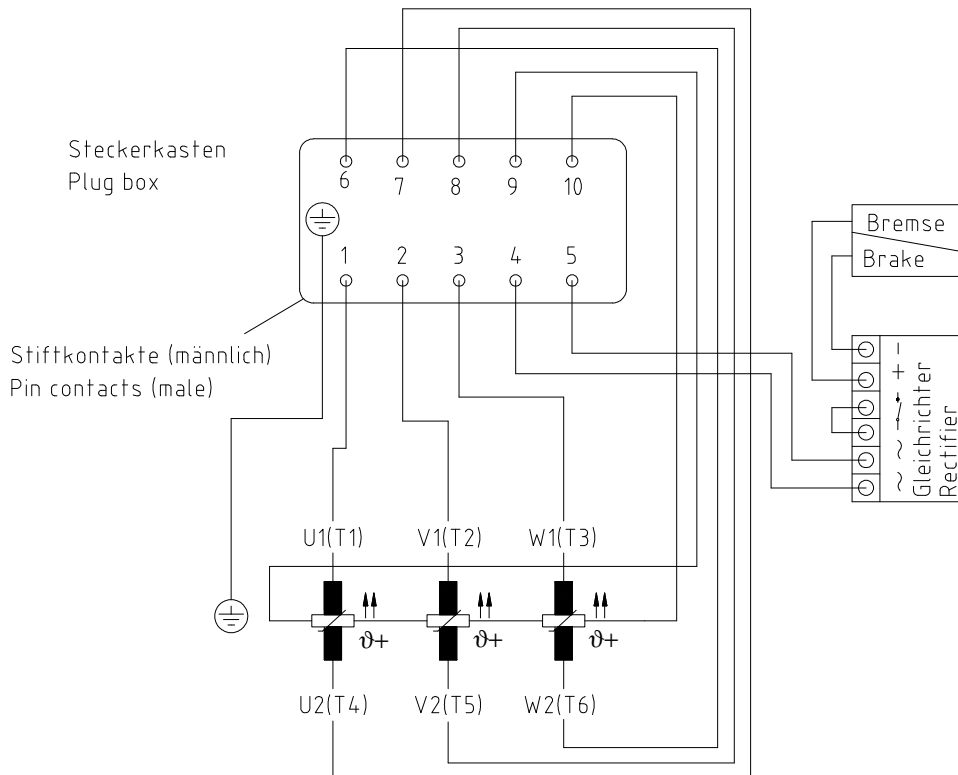 Steckerkasten
Plug box
6 7 8 9 10
1 2 3 4 5
Stiftkontakte (männlich)
Pin contacts (male)
Bremse
Brake
- + ~ ~
Gleichrichter
Rectifier
U1(T1) V1(T2) W1(T3)
ϑ+ ϑ+ ϑ+
U2(T4) V2(T5) W2(T6)